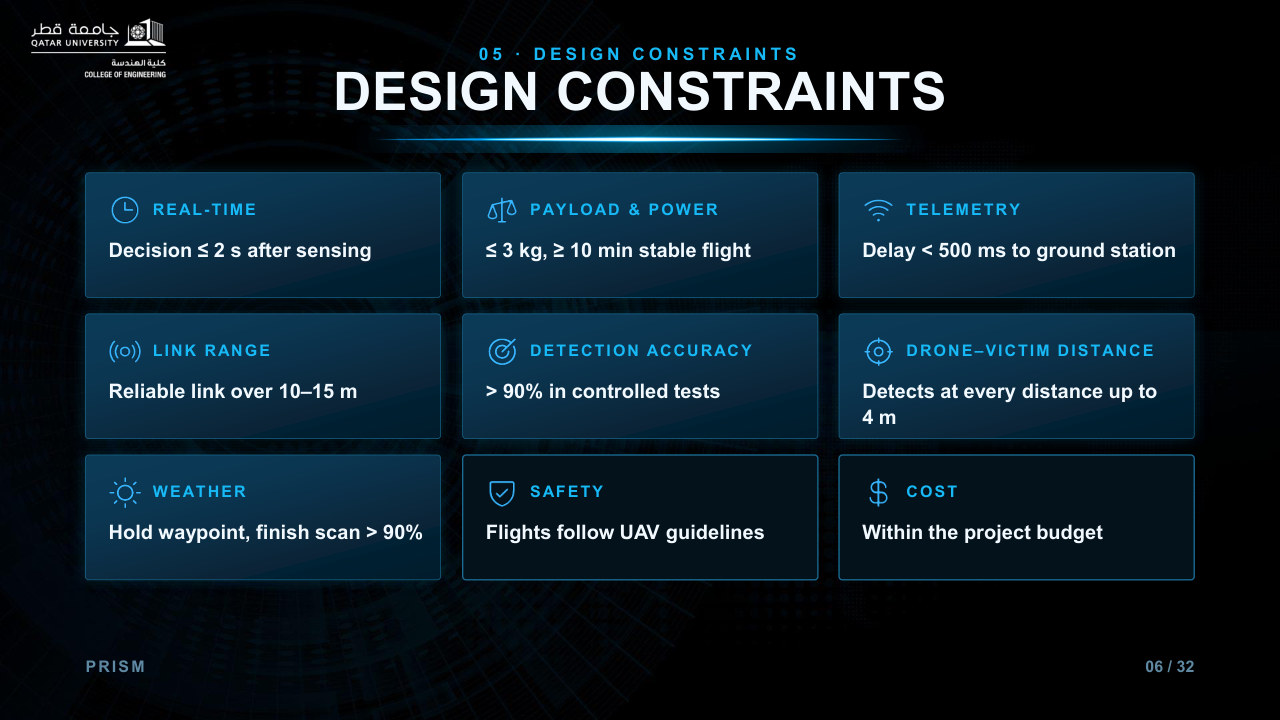 جامعة قطر
QATAR UNIVERSITY
كلية الهندسة
COLLEGE OF ENGINEERING
05 · DESIGN CONSTRAINTS
DESIGN CONSTRAINTS
REAL-TIME
Decision ≤ 2 s after sensing
PAYLOAD & POWER
≤ 3 kg, ≥ 10 min stable flight
TELEMETRY
Delay < 500 ms to ground station
LINK RANGE
Reliable link over 10–15 m
DETECTION ACCURACY
> 90% in controlled tests
DRONE–VICTIM DISTANCE
Detects at every distance up to
4 m
WEATHER
Hold waypoint, finish scan > 90%
SAFETY
Flights follow UAV guidelines
COST
Within the project budget
PRISM
06 / 32